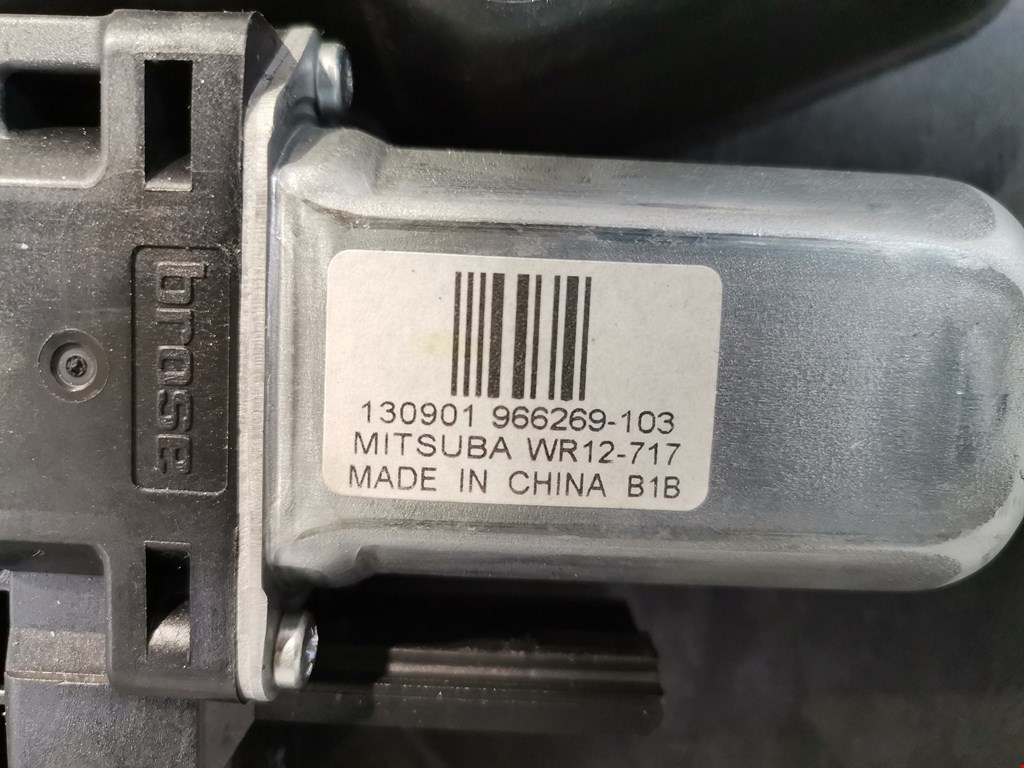 brose
130901 966269-103
MITSUBA WR12-717
MADE IN CHINA B1B